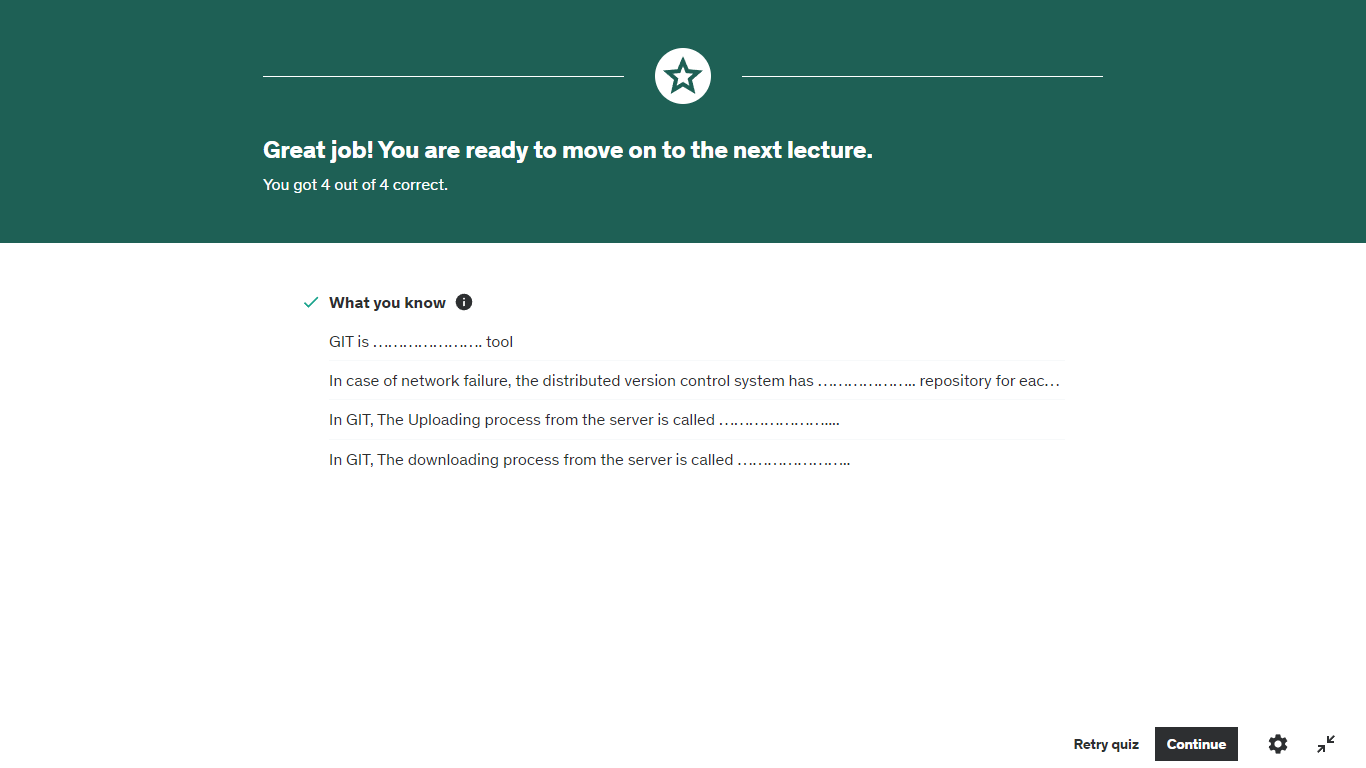 Great job! You are ready to move on to the next lecture.
You got 4 out of 4 correct.
What you know
GIT is …………………. tool
In case of network failure, the distributed version control system has ……………….. repository for eac…
In GIT, The Uploading process from the server is called …………………....
In GIT, The downloading process from the server is called …………………..
Retry quiz
Continue